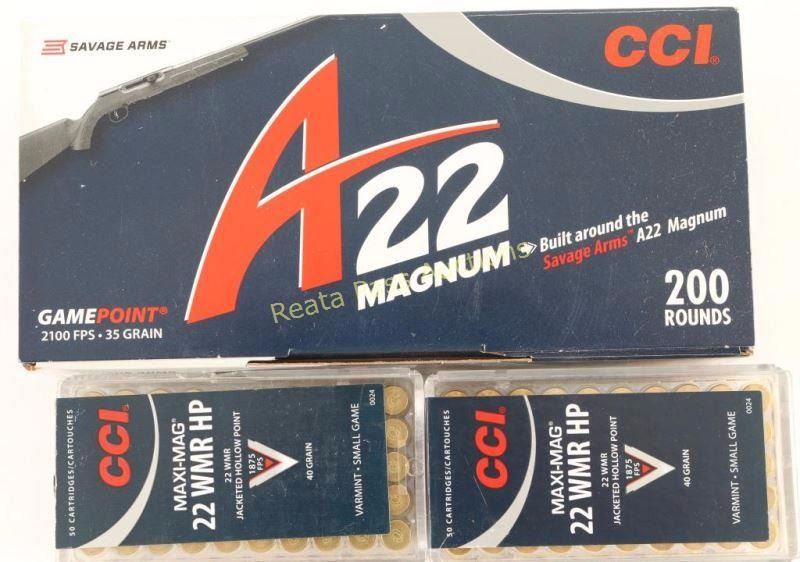 SAVAGE ARMS
CCI®
A22
MAGNUM
Built around the
Savage Arms™ A22 Magnum
GAMEPOINT®
2100 FPS • 35 GRAIN
200
ROUNDS
Reata Pass Auctions
50 CARTRIDGES/CARTOUCHES
CCI®
MAXI-MAG®
22 WMR HP
22 WMR
JACKETED HOLLOW POINT
1875
FPS
40 GRAIN
VARMINT • SMALL GAME
0024
50 CARTRIDGES/CARTOUCHES
CCI®
MAXI-MAG®
22 WMR HP
22 WMR
JACKETED HOLLOW POINT
1875
FPS
40 GRAIN
VARMINT • SMALL GAME
0024